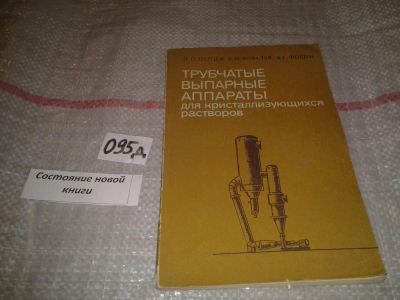 ТРУБЧАТЫЕ
ВЫПАРНЫЕ
АППАРАТЫ
для кристаллизующихся
растворов
095д
Состояние новой
книги